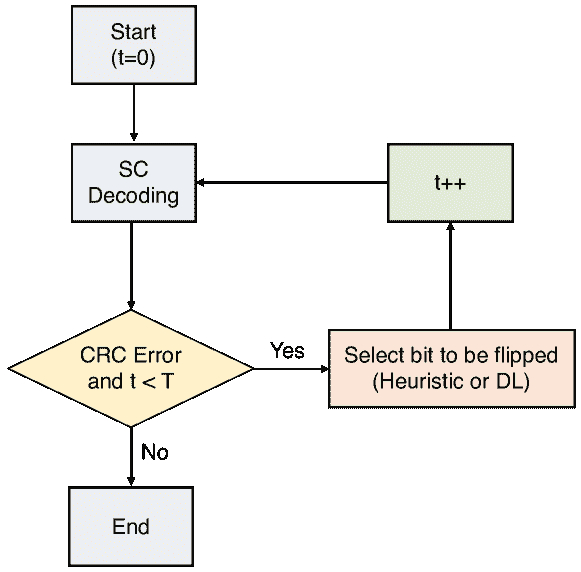 Start
(t=0)
SC
Decoding
t++
CRC Error
and t < T
Yes
Select bit to be flipped
(Heuristic or DL)
No
End